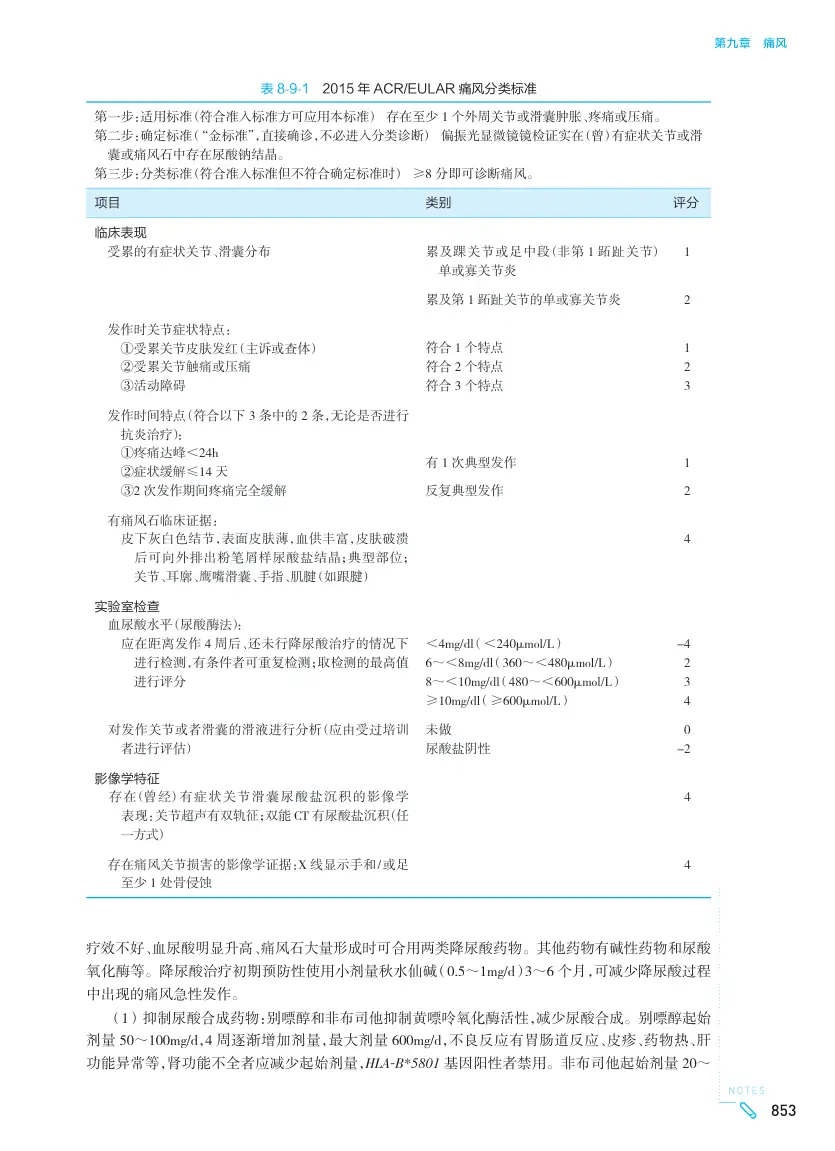 第九章 痛风
表 8-9-1 2015 年 ACR/EULAR 痛风分类标准
第一步:适用标准(符合准入标准方可应用本标准) 存在至少 1 个外周关节或滑囊肿胀、疼痛或压痛。
第二步:确定标准(“金标准”,直接确诊,不必进入分类诊断) 偏振光显微镜镜检证实在(曾)有症状关节或滑
囊或痛风石中存在尿酸钠结晶。
第三步:分类标准(符合准入标准但不符合确定标准时) ≥8 分即可诊断痛风。
项目 类别 评分
临床表现
受累的有症状关节、滑囊分布 累及踝关节或足中段(非第 1 跖趾关节) 1
单或寡关节炎
累及第 1 跖趾关节的单或寡关节炎 2
发作时关节症状特点:
①受累关节皮肤发红(主诉或查体) 符合 1 个特点 1
②受累关节触痛或压痛 符合 2 个特点 2
③活动障碍 符合 3 个特点 3
发作时间特点(符合以下 3 条中的 2 条,无论是否进行
抗炎治疗):
①疼痛达峰<24h
有 1 次典型发作 1
②症状缓解≤14 天
③2 次发作期间疼痛完全缓解 反复典型发作 2
有痛风石临床证据:
皮下灰白色结节,表面皮肤薄,血供丰富,皮肤破溃 4
后可向外排出粉笔屑样尿酸盐结晶;典型部位:
关节、耳廓、鹰嘴滑囊、手指、肌腱(如跟腱)
实验室检查
血尿酸水平(尿酸酶法):
应在距离发作 4 周后、还未行降尿酸治疗的情况下 <4mg/dl(<240μmol/L) –4
进行检测,有条件者可重复检测;取检测的最高值 6~<8mg/dl(360~<480μmol/L) 2
进行评分 8~<10mg/dl(480~<600μmol/L) 3
≥10mg/dl(≥600μmol/L) 4
对发作关节或者滑囊的滑液进行分析(应由受过培训 未做 0
者进行评估) 尿酸盐阴性 –2
影像学特征
存在(曾经)有症状关节滑囊尿酸盐沉积的影像学 4
表现:关节超声有双轨征;双能 CT 有尿酸盐沉积(任
一方式)
存在痛风关节损害的影像学证据:X 线显示手和/或足 4
至少 1 处骨侵蚀
疗效不好、血尿酸明显升高、痛风石大量形成时可合用两类降尿酸药物。其他药物有碱性药物和尿酸
氧化酶等。降尿酸治疗初期预防性使用小剂量秋水仙碱(0.5~1mg/d)3~6 个月,可减少降尿酸过程
中出现的痛风急性发作。
(1)抑制尿酸合成药物:别嘌醇和非布司他抑制黄嘌呤氧化酶活性,减少尿酸合成。别嘌醇起始
剂量 50~100mg/d,4 周逐渐增加剂量,最大剂量 600mg/d,不良反应有胃肠道反应、皮疹、药物热、肝
功能异常等,肾功能不全者应减少起始剂量,HLA-B*5801 基因阳性者禁用。非布司他起始剂量 20~
NOTES
853